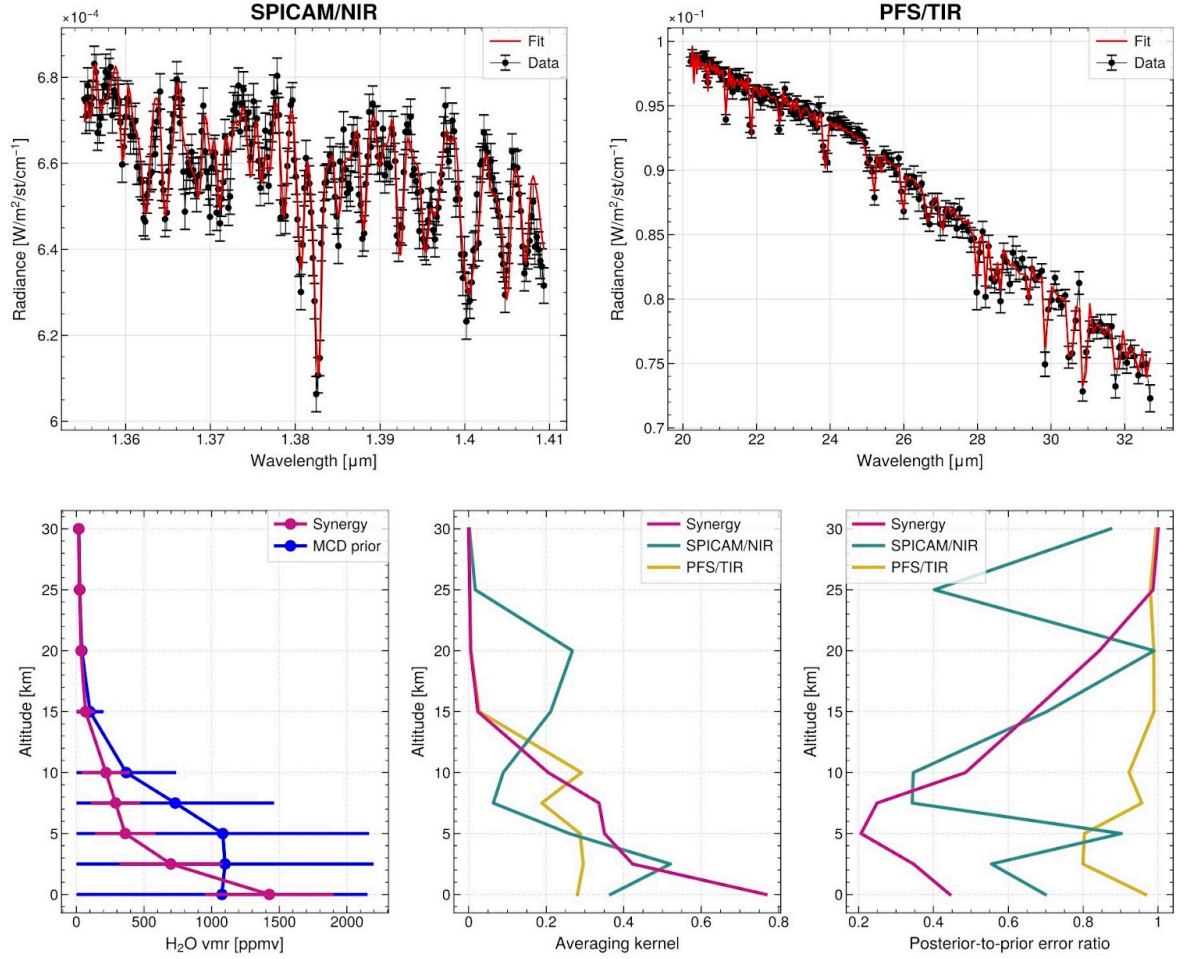 SPICAM/NIR
×10⁻⁴
Fit
Data
6.8
6.6
6.4
6.2
6
Radiance [W/m²/st/cm⁻¹]
1.36
1.37
1.38
1.39
1.4
1.41
Wavelength [μm]
PFS/TIR
×10⁻¹
Fit
Data
1
0.95
0.9
0.85
0.8
0.75
0.7
Radiance [W/m²/st/cm⁻¹]
20
22
24
26
28
30
32
Wavelength [μm]
Synergy
MCD prior
30
25
20
15
10
5
0
Altitude [km]
0
500
1000
1500
2000
H₂O vmr [ppmv]
Synergy
SPICAM/NIR
PFS/TIR
30
25
20
15
10
5
0
Altitude [km]
0
0.2
0.4
0.6
0.8
Averaging kernel
Synergy
SPICAM/NIR
PFS/TIR
30
25
20
15
10
5
0
Altitude [km]
0.2
0.4
0.6
0.8
1
Posterior-to-prior error ratio